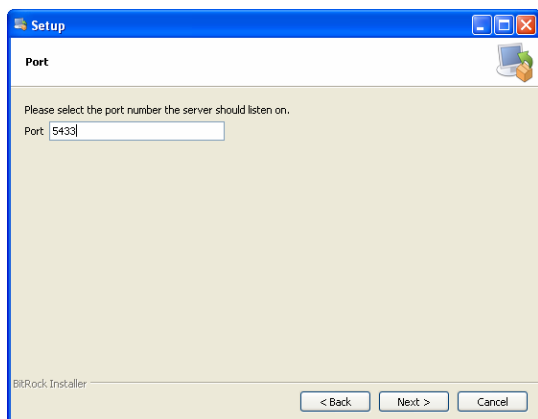 Setup
Port
Please select the port number the server should listen on.
Port 5433
BitRock Installer
< Back Next > Cancel